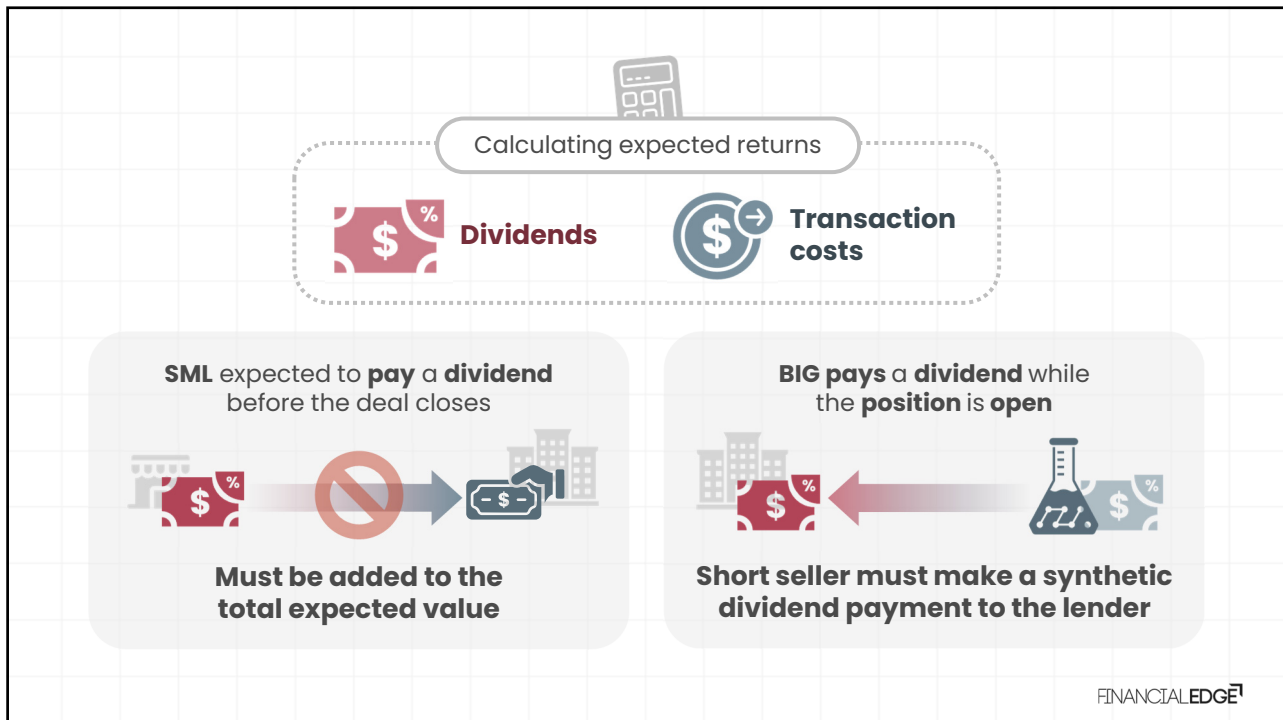 Calculating expected returns
$ %
Dividends
$
Transaction
costs
SML expected to pay a dividend
before the deal closes
$ %
- $ -
Must be added to the
total expected value
BIG pays a dividend while
the position is open
$ %
$ %
Short seller must make a synthetic
dividend payment to the lender
FINANCIALEDGE